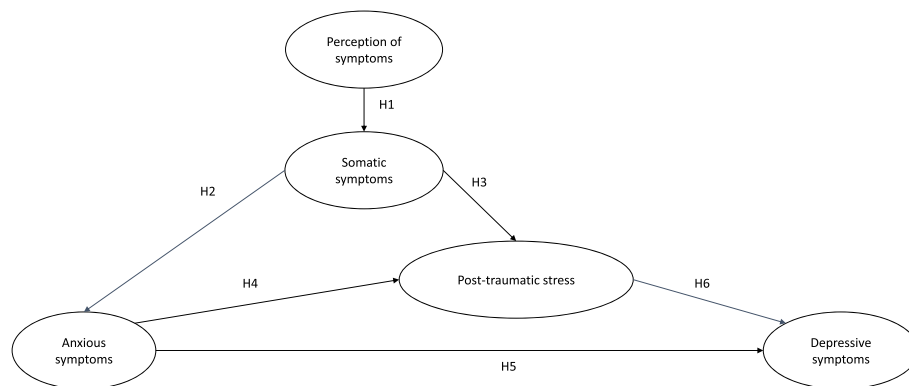 Perception of
symptoms
H1
Somatic
symptoms
H2
H3
Post-traumatic stress
H4
H6
Anxious
symptoms
Depressive
symptoms
H5